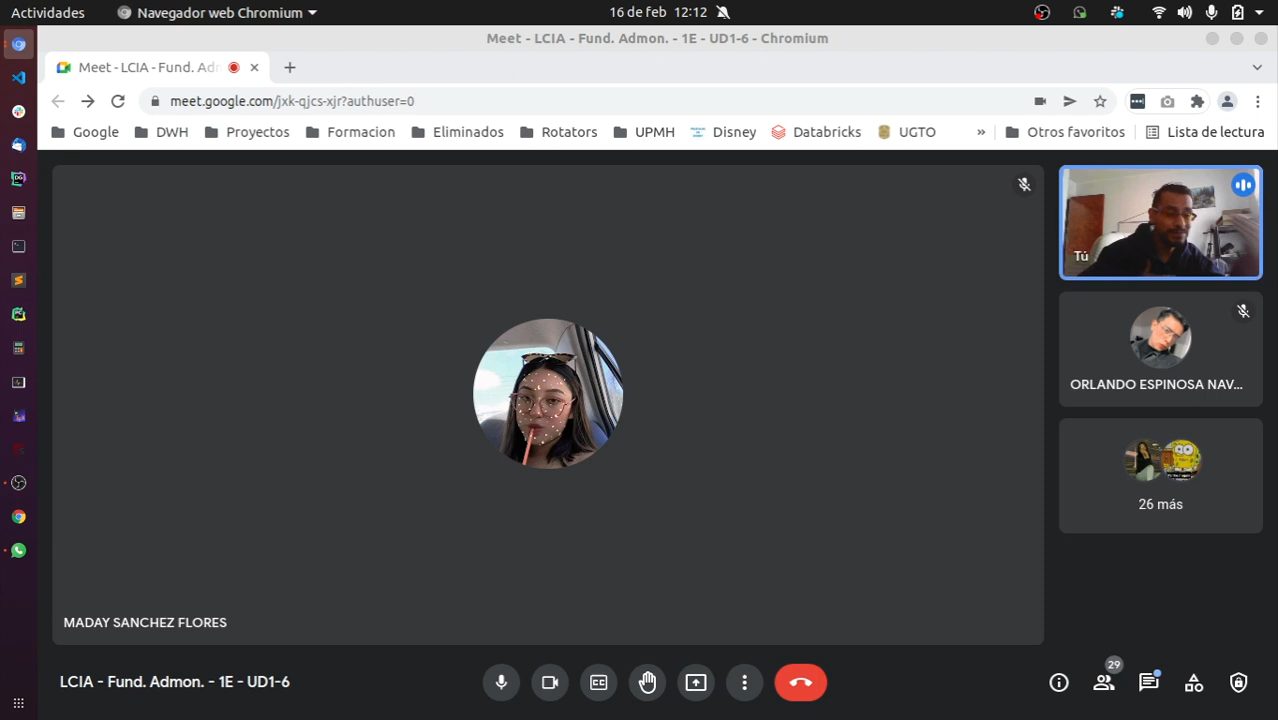 Actividades
Navegador web Chromium
16 de feb 12:12
Meet - LCIA - Fund. Admon. - 1E - UD1-6 - Chromium
Meet - LCIA - Fund. Adm
meet.google.com/jxk-qjcs-xjr?authuser=0
Google
DWH
Proyectos
Formacion
Eliminados
Rotators
UPMH
Disney
Databricks
UGTO
»
Otros favoritos
Lista de lectura
Tú
ORLANDO ESPINOSA NAV...
26 más
MADAY SANCHEZ FLORES
LCIA - Fund. Admon. - 1E - UD1-6
29